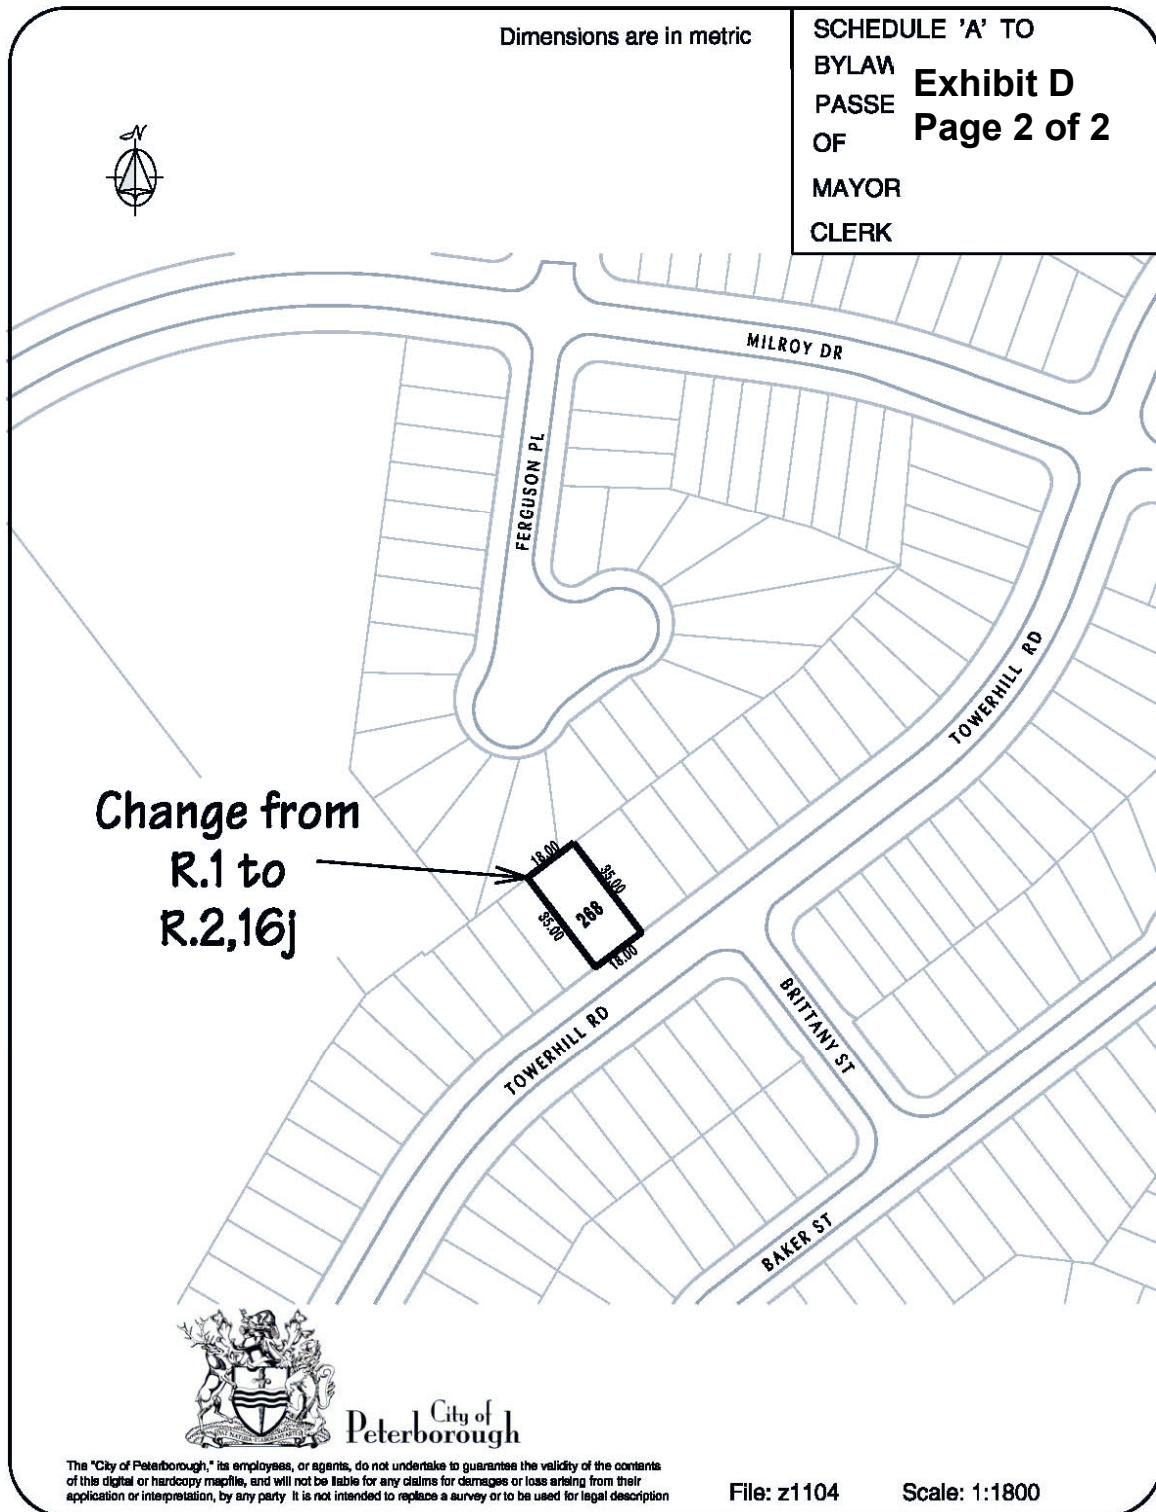 Dimensions are in metric
SCHEDULE 'A' TO
BYLAW
PASSE
OF
MAYOR
CLERK
Exhibit D
Page 2 of 2
N
MILROY DR
FERGUSON PL
TOWERHILL RD
Change from
R.1 to
R.2,16j
18.00
35.00
268
35.00
18.00
BRITTANY ST
TOWERHILL RD
BAKER ST
City of
Peterborough
The "City of Peterborough," its employees, or agents, do not undertake to guarantee the validity of the contents
of this digital or hardcopy mapfile, and will not be liable for any claims for damages or loss arising from their
application or interpretation, by any party It is not intended to replace a survey or to be used for legal description
File: z1104
Scale: 1:1800